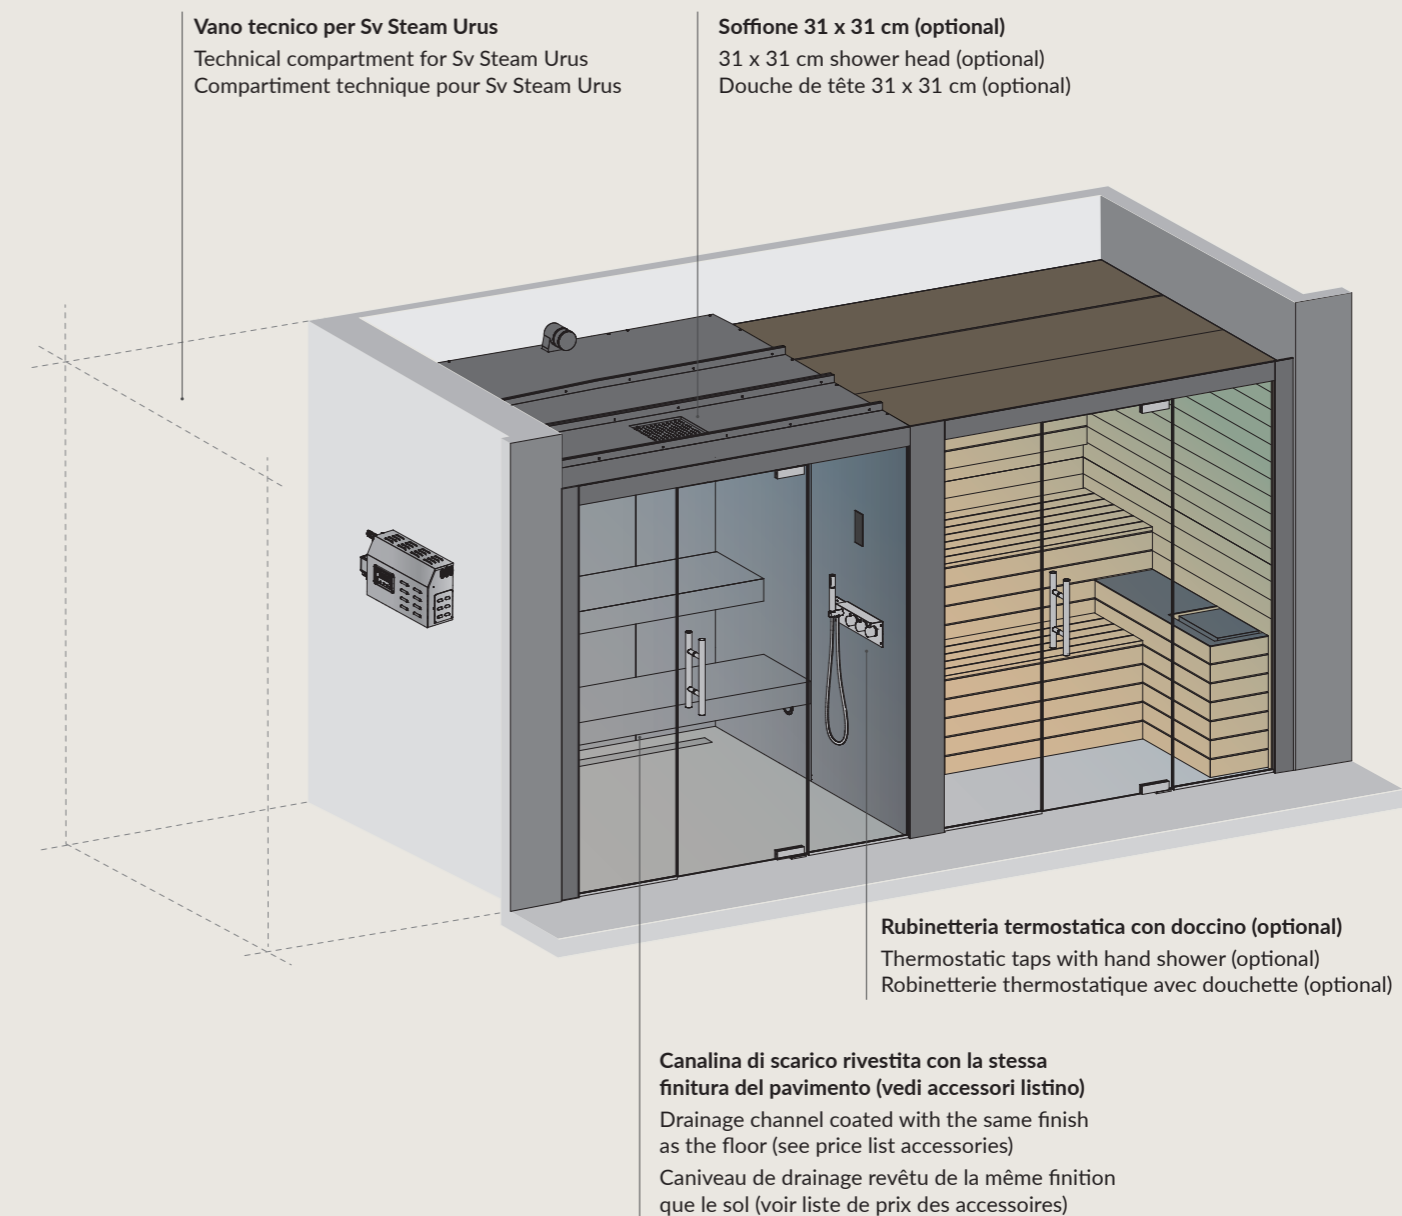 Vano tecnico per Sv Steam Urus
Technical compartment for Sv Steam Urus
Compartiment technique pour Sv Steam Urus
Soffione 31 x 31 cm (optional)
31 x 31 cm shower head (optional)
Douche de tête 31 x 31 cm (optional)
Rubinetteria termostatica con doccino (optional)
Thermostatic taps with hand shower (optional)
Robinetterie thermostatique avec douchette (optional)
Canalina di scarico rivestita con la stessa
finitura del pavimento (vedi accessori listino)
Drainage channel coated with the same finish
as the floor (see price list accessories)
Caniveau de drainage revêtu de la même finition
que le sol (voir liste de prix des accessoires)